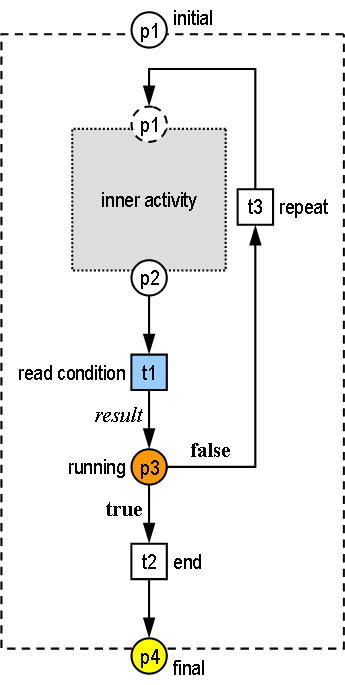 initial
p1
p1
inner activity
t3 repeat
p2
read condition t1
result
false
running p3
true
t2 end
p4
final